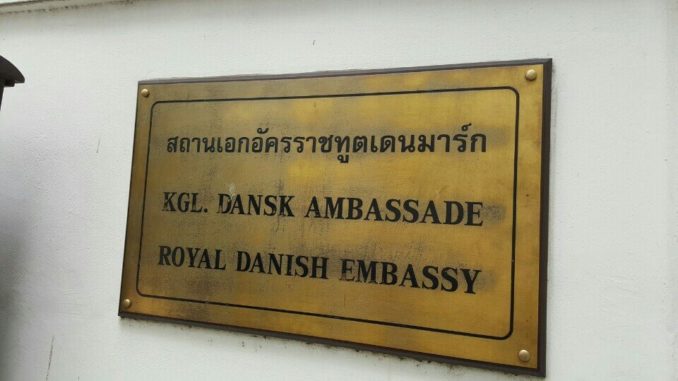 สถานเอกอัครราชทูตเดนมาร์ก
KGL. DANSK AMBASSADE
ROYAL DANISH EMBASSY